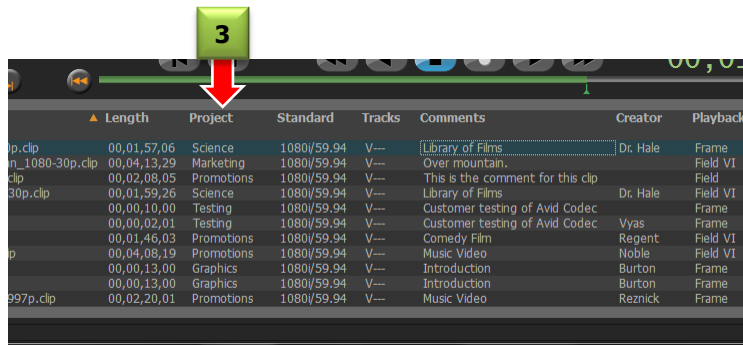 3
Length Project Standard Tracks Comments Creator Playback
0p.clip 00,01,57,06 Science 1080i/59.94 V--- Library of Films Dr. Hale Frame
n_1080-30p.clip 00,04,13,29 Marketing 1080i/59.94 V--- Over mountain. Field VI
clip 00,02,08,05 Promotions 1080i/59.94 V--- This is the comment for this clip Field
30p.clip 00,01,59,26 Science 1080i/59.94 V--- Library of Films Dr. Hale Field VI
00,00,10,00 Testing 1080i/59.94 V--- Customer testing of Avid Codec Frame
00,00,02,01 Testing 1080i/59.94 V--- Customer testing of Avid Codec Vyas Frame
00,01,46,03 Promotions 1080i/59.94 V--- Comedy Film Regent Field VI
ip 00,04,08,19 Promotions 1080i/59.94 V--- Music Video Noble Field VI
00,00,13,00 Graphics 1080i/59.94 V--- Introduction Burton Frame
00,00,13,00 Graphics 1080i/59.94 V--- Introduction Burton Frame
997p.clip 00,02,20,01 Promotions 1080i/59.94 V--- Music Video Reznick Frame